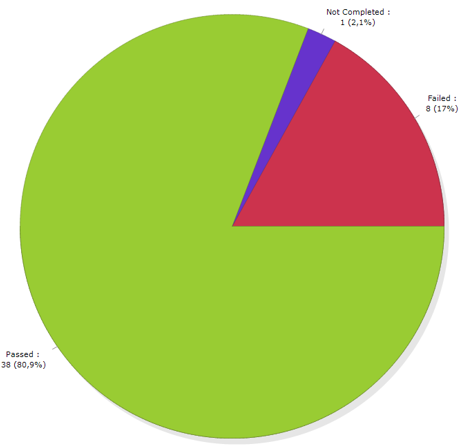 Not Completed :
1 (2,1%)
Failed :
8 (17%)
Passed :
38 (80,9%)